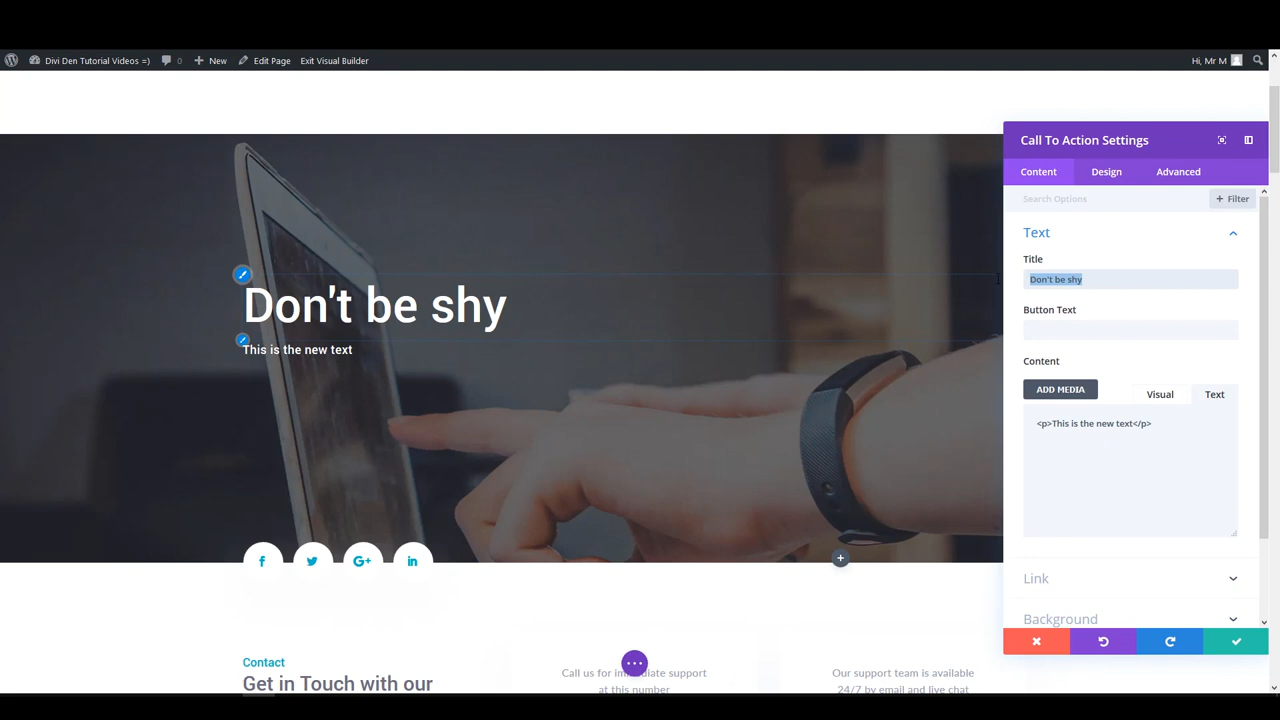 Divi Den Tutorial Videos =) 0 New Edit Page Exit Visual Builder Hi, Mr M
Call To Action Settings
Content Design Advanced
Search Options + Filter
Text
Title
Don't be shy
Button Text
Content
ADD MEDIA Visual Text
<p>This is the new text</p>
Link
Background
Don't be shy
This is the new text
f G+ in
Contact
Get in Touch with our
Call us for immediate support
at this number
Our support team is available
24/7 by email and live chat